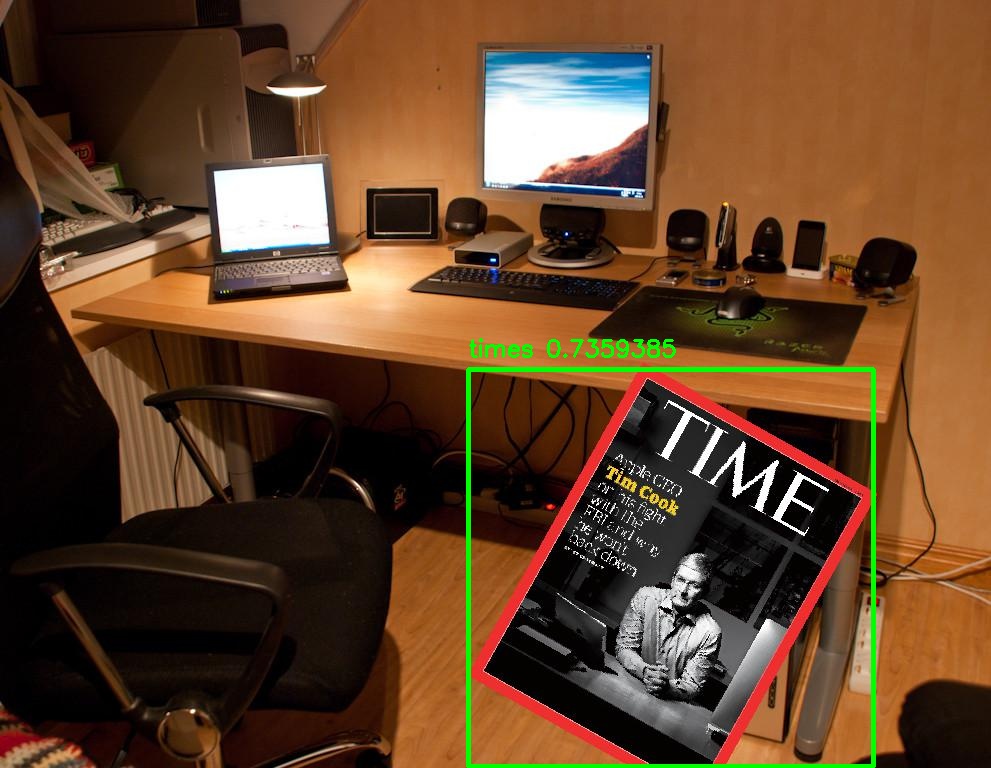 SAMSUNG
times 0.7359385
TIME
Apple CEO
Tim Cook
on his fight
with the
FBI and why
he won't
back down